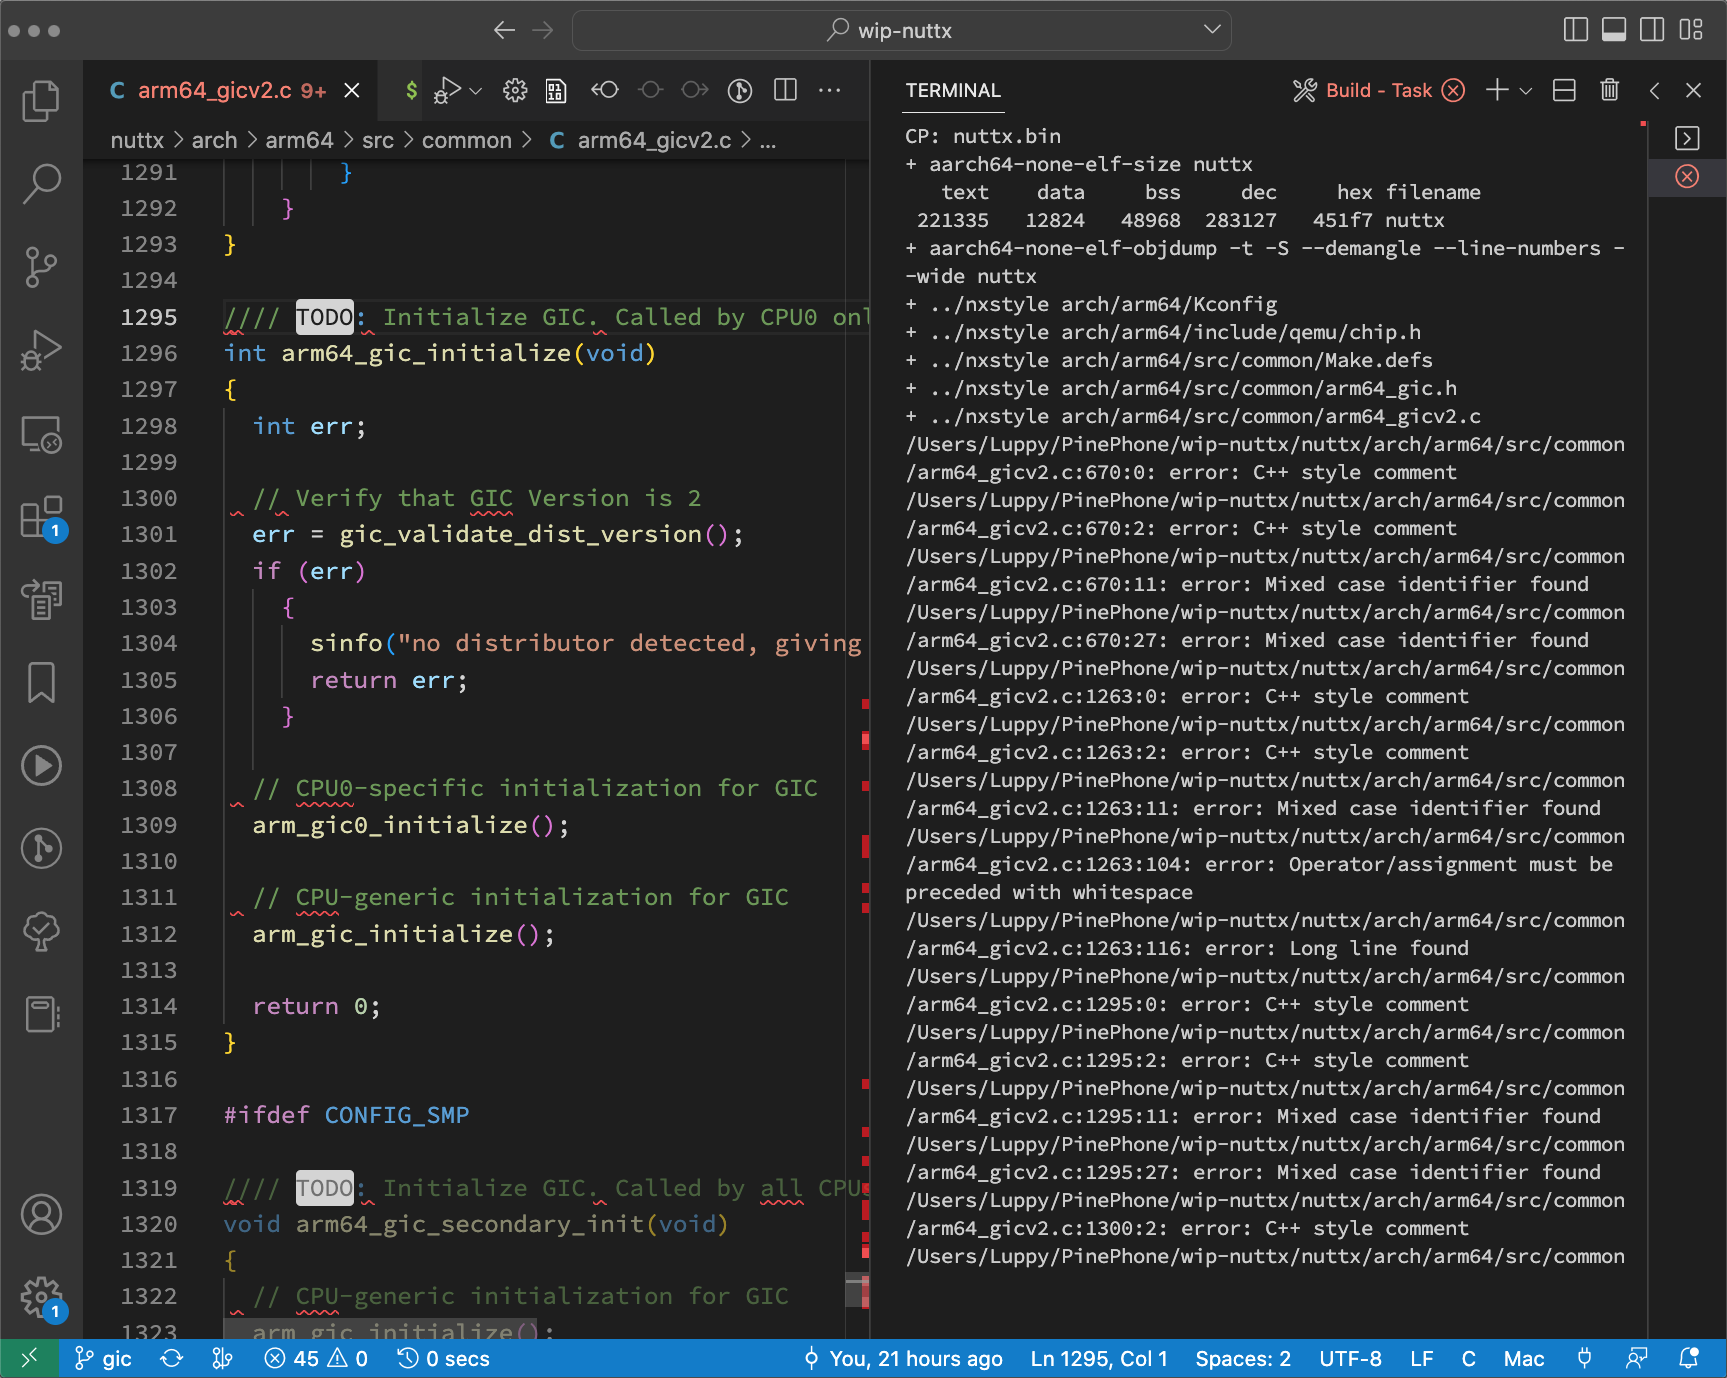 wip-nuttx
C arm64_gicv2.c 9+
$
nuttx > arch > arm64 > src > common > C arm64_gicv2.c > ...
1291 }
1292 }
1293 }
1294
1295 //// TODO: Initialize GIC. Called by CPU0 onl
1296 int arm64_gic_initialize(void)
1297 {
1298 int err;
1299
1300 // Verify that GIC Version is 2
1301 err = gic_validate_dist_version();
1302 if (err)
1303 {
1304 sinfo("no distributor detected, giving
1305 return err;
1306 }
1307
1308 // CPU0-specific initialization for GIC
1309 arm_gic0_initialize();
1310
1311 // CPU-generic initialization for GIC
1312 arm_gic_initialize();
1313
1314 return 0;
1315 }
1316
1317 #ifdef CONFIG_SMP
1318
1319 //// TODO: Initialize GIC. Called by all CPU
1320 void arm64_gic_secondary_init(void)
1321 {
1322 // CPU-generic initialization for GIC
1323 arm_gic_initialize();
1
1
TERMINAL
Build - Task
CP: nuttx.bin
+ aarch64-none-elf-size nuttx
text data bss dec hex filename
221335 12824 48968 283127 451f7 nuttx
+ aarch64-none-elf-objdump -t -S --demangle --line-numbers -
-wide nuttx
+ ../nxstyle arch/arm64/Kconfig
+ ../nxstyle arch/arm64/include/qemu/chip.h
+ ../nxstyle arch/arm64/src/common/Make.defs
+ ../nxstyle arch/arm64/src/common/arm64_gic.h
+ ../nxstyle arch/arm64/src/common/arm64_gicv2.c
/Users/Luppy/PinePhone/wip-nuttx/nuttx/arch/arm64/src/common
/arm64_gicv2.c:670:0: error: C++ style comment
/Users/Luppy/PinePhone/wip-nuttx/nuttx/arch/arm64/src/common
/arm64_gicv2.c:670:2: error: C++ style comment
/Users/Luppy/PinePhone/wip-nuttx/nuttx/arch/arm64/src/common
/arm64_gicv2.c:670:11: error: Mixed case identifier found
/Users/Luppy/PinePhone/wip-nuttx/nuttx/arch/arm64/src/common
/arm64_gicv2.c:670:27: error: Mixed case identifier found
/Users/Luppy/PinePhone/wip-nuttx/nuttx/arch/arm64/src/common
/arm64_gicv2.c:1263:0: error: C++ style comment
/Users/Luppy/PinePhone/wip-nuttx/nuttx/arch/arm64/src/common
/arm64_gicv2.c:1263:2: error: C++ style comment
/Users/Luppy/PinePhone/wip-nuttx/nuttx/arch/arm64/src/common
/arm64_gicv2.c:1263:11: error: Mixed case identifier found
/Users/Luppy/PinePhone/wip-nuttx/nuttx/arch/arm64/src/common
/arm64_gicv2.c:1263:104: error: Operator/assignment must be
preceded with whitespace
/Users/Luppy/PinePhone/wip-nuttx/nuttx/arch/arm64/src/common
/arm64_gicv2.c:1263:116: error: Long line found
/Users/Luppy/PinePhone/wip-nuttx/nuttx/arch/arm64/src/common
/arm64_gicv2.c:1295:0: error: C++ style comment
/Users/Luppy/PinePhone/wip-nuttx/nuttx/arch/arm64/src/common
/arm64_gicv2.c:1295:2: error: C++ style comment
/Users/Luppy/PinePhone/wip-nuttx/nuttx/arch/arm64/src/common
/arm64_gicv2.c:1295:11: error: Mixed case identifier found
/Users/Luppy/PinePhone/wip-nuttx/nuttx/arch/arm64/src/common
/arm64_gicv2.c:1295:27: error: Mixed case identifier found
/Users/Luppy/PinePhone/wip-nuttx/nuttx/arch/arm64/src/common
/arm64_gicv2.c:1300:2: error: C++ style comment
/Users/Luppy/PinePhone/wip-nuttx/nuttx/arch/arm64/src/common
gic 45 0 0 secs You, 21 hours ago Ln 1295, Col 1 Spaces: 2 UTF-8 LF C Mac